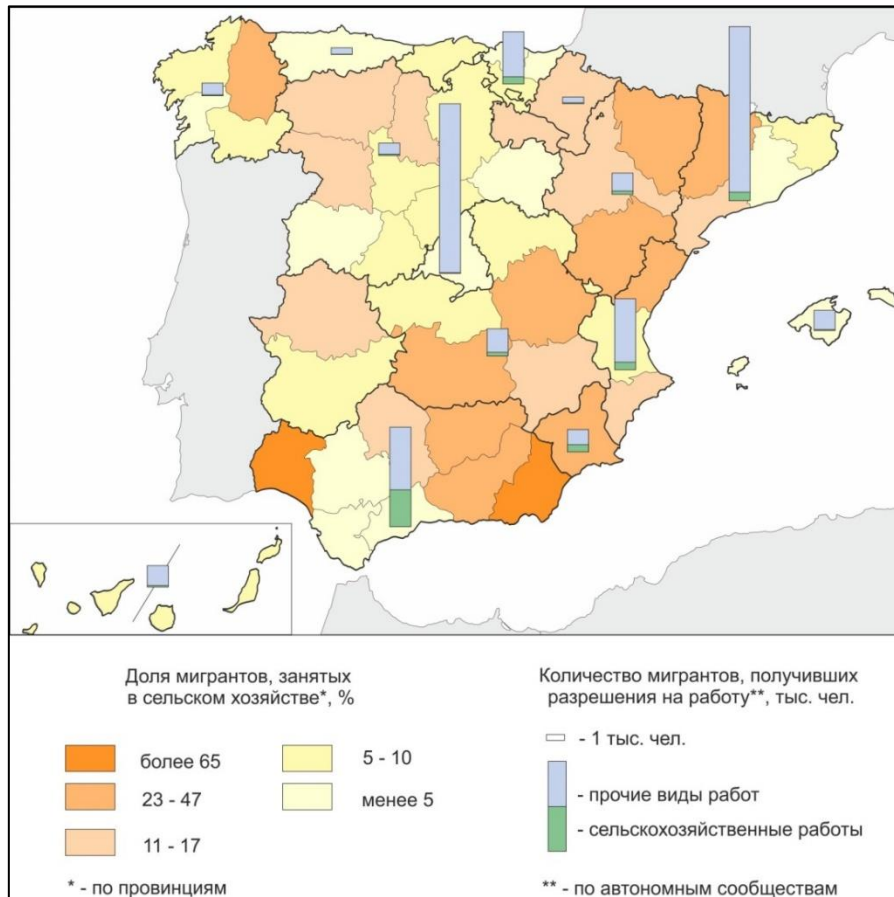 Доля мигрантов, занятых
в сельском хозяйстве*, %
более 65
23 - 47
11 - 17
5 - 10
менее 5
* - по провинциям
Количество мигрантов, получивших
разрешения на работу**, тыс. чел.
- 1 тыс. чел.
- прочие виды работ
- сельскохозяйственные работы
** - по автономным сообществам